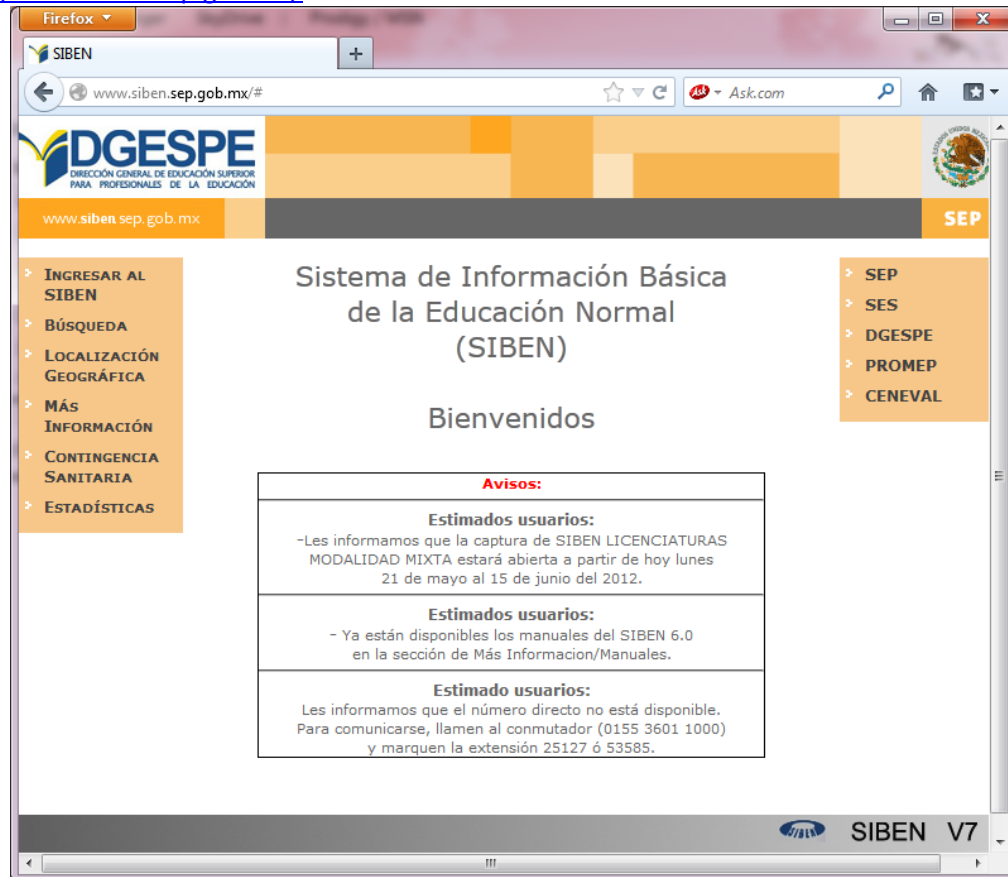 Firefox
SIBEN
www.siben.sep.gob.mx/#
Ask.com
DGESPE
DIRECCIÓN GENERAL DE EDUCACIÓN SUPERIOR
PARA PROFESIONALES DE LA EDUCACIÓN
www.siben.sep.gob.mx
SEP
INGRESAR AL
SIBEN
BÚSQUEDA
LOCALIZACIÓN
GEOGRÁFICA
MÁS
INFORMACIÓN
CONTINGENCIA
SANITARIA
ESTADÍSTICAS
Sistema de Información Básica
de la Educación Normal
(SIBEN)
Bienvenidos
Avisos:
Estimados usuarios:
-Les informamos que la captura de SIBEN LICENCIATURAS
MODALIDAD MIXTA estará abierta a partir de hoy lunes
21 de mayo al 15 de junio del 2012.
Estimados usuarios:
- Ya están disponibles los manuales del SIBEN 6.0
en la sección de Más Informacion/Manuales.
Estimado usuarios:
Les informamos que el número directo no está disponible.
Para comunicarse, llamen al conmutador (0155 3601 1000)
y marquen la extensión 25127 ó 53585.
SEP
SES
DGESPE
PROMEP
CENEVAL
SIBEN
SIBEN V7